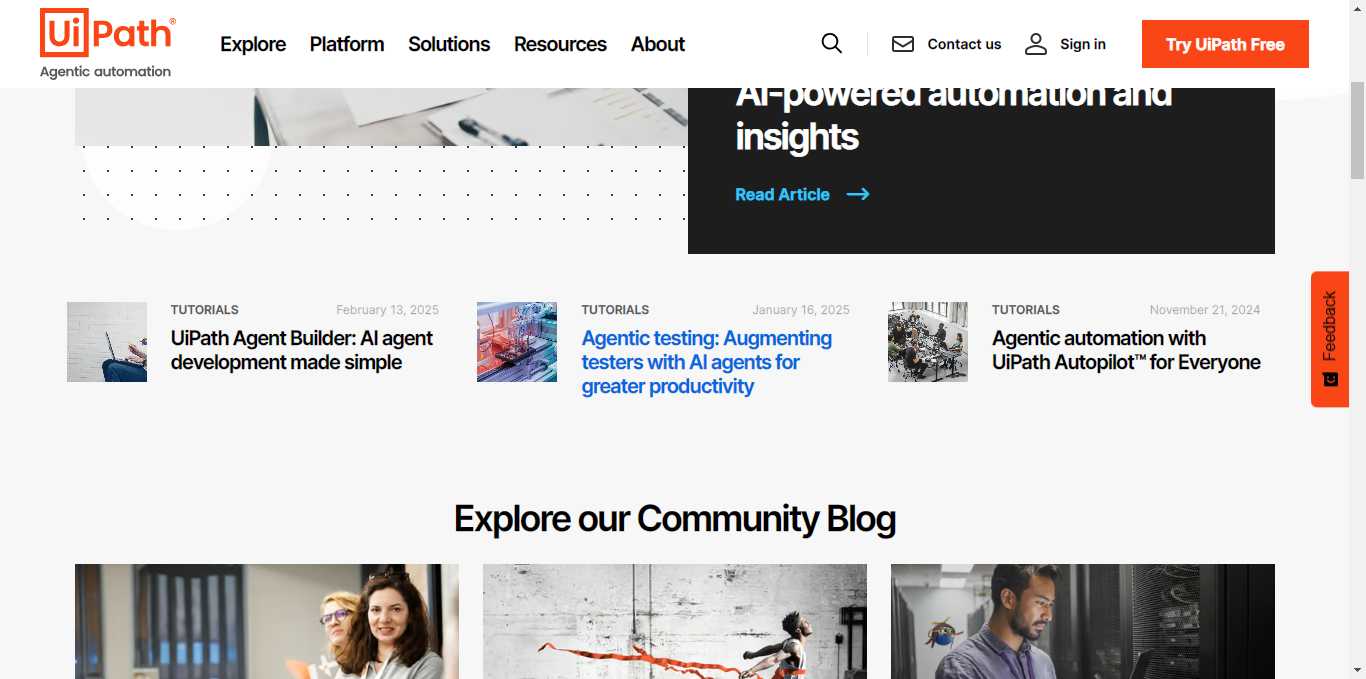 UiPath®
Agentic automation
Explore Platform Solutions Resources About
Contact us Sign in Try UiPath Free
AI-powered automation and
insights
Read Article
TUTORIALS February 13, 2025
UiPath Agent Builder: AI agent
development made simple
TUTORIALS January 16, 2025
Agentic testing: Augmenting
testers with AI agents for
greater productivity
TUTORIALS November 21, 2024
Agentic automation with
UiPath Autopilot™ for Everyone
Feedback
Explore our Community Blog